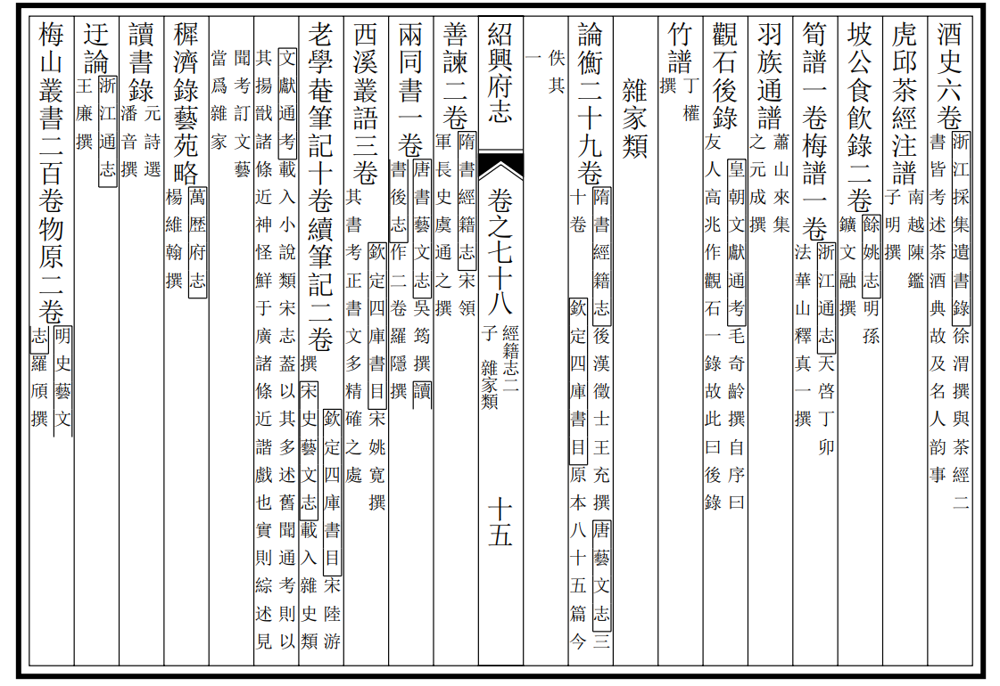 酒史六卷浙江採集遺書錄徐渭撰與茶經二書皆考述茶酒典故及名人韵事
虎邱茶經注譜南越陳鑑子明撰
坡公食飲錄二卷餘姚志明孫鑛文融撰
筍譜一卷梅譜一卷浙江通志天啓丁卯法華山釋真一撰
羽族通譜蕭山來集之元成撰
觀石後錄皇朝文獻通考毛奇齡撰自序曰友人高兆作觀石一錄故此曰後錄
竹譜丁權撰
雜家類
論衡二十九卷隋書經籍志後漢徵士王充撰唐藝文志三十卷欽定四庫書目原本八十五篇今
佚其一
紹興府志 卷之七十八 經籍志二 子 雜家類 十五
善諫二卷隋書經籍志宋領軍長史虞通之撰
兩同書一卷唐書藝文志吳筠撰讀書後志作二卷羅隱撰
西溪叢語三卷欽定四庫書目宋姚寬撰其書考正書文多精確之處
老學菴筆記十卷續筆記二卷欽定四庫書目宋陸游撰宋史藝文志載入雜史類
文獻通考載入小說類宋志蓋以其多述舊聞通考則以其揚戬諸條近神怪鮮于廣諸條近諧戲也實則綜述見
聞考訂文藝當爲雜家
穉濟錄藝苑略萬歷府志楊維翰撰
讀書錄元詩選潘音撰
迂論浙江通志王廉撰
梅山叢書二百卷物原二卷明史藝文志羅頎撰